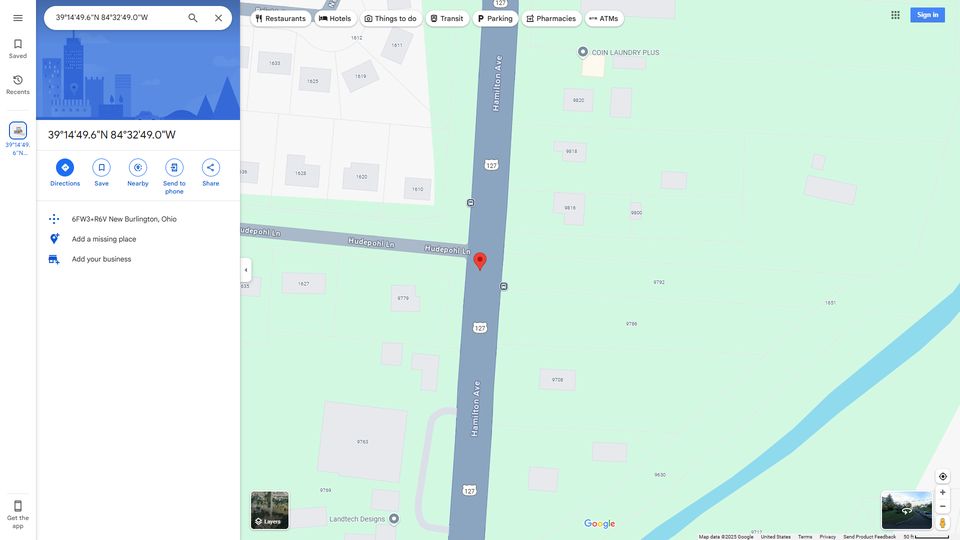 39°14'49.6"N 84°32'49.0"W
Restaurants
Hotels
Things to do
Transit
Parking
Pharmacies
ATMs
Sign in
Saved
Recents
39°14'49.
6"N...
39°14'49.6"N 84°32'49.0"W
Directions
Save
Nearby
Send to
phone
Share
6FW3+R6V New Burlington, Ohio
Add a missing place
Add your business
Get the
app
127
Hamilton Ave
COIN LAUNDRY PLUS
1612
1611
1633
1625
1619
9820
127
9818
1628
1620
1610
9816
9800
udepohl Ln
Hudepohl Ln
Hudepohl Ln
1627
9779
9792
1651
9786
127
9708
Hamilton Ave
9763
9630
9769
127
Landtech Designs
Layers
Google
Map data ©2025 Google
United States
Terms
Privacy
Send Product Feedback
50 ft